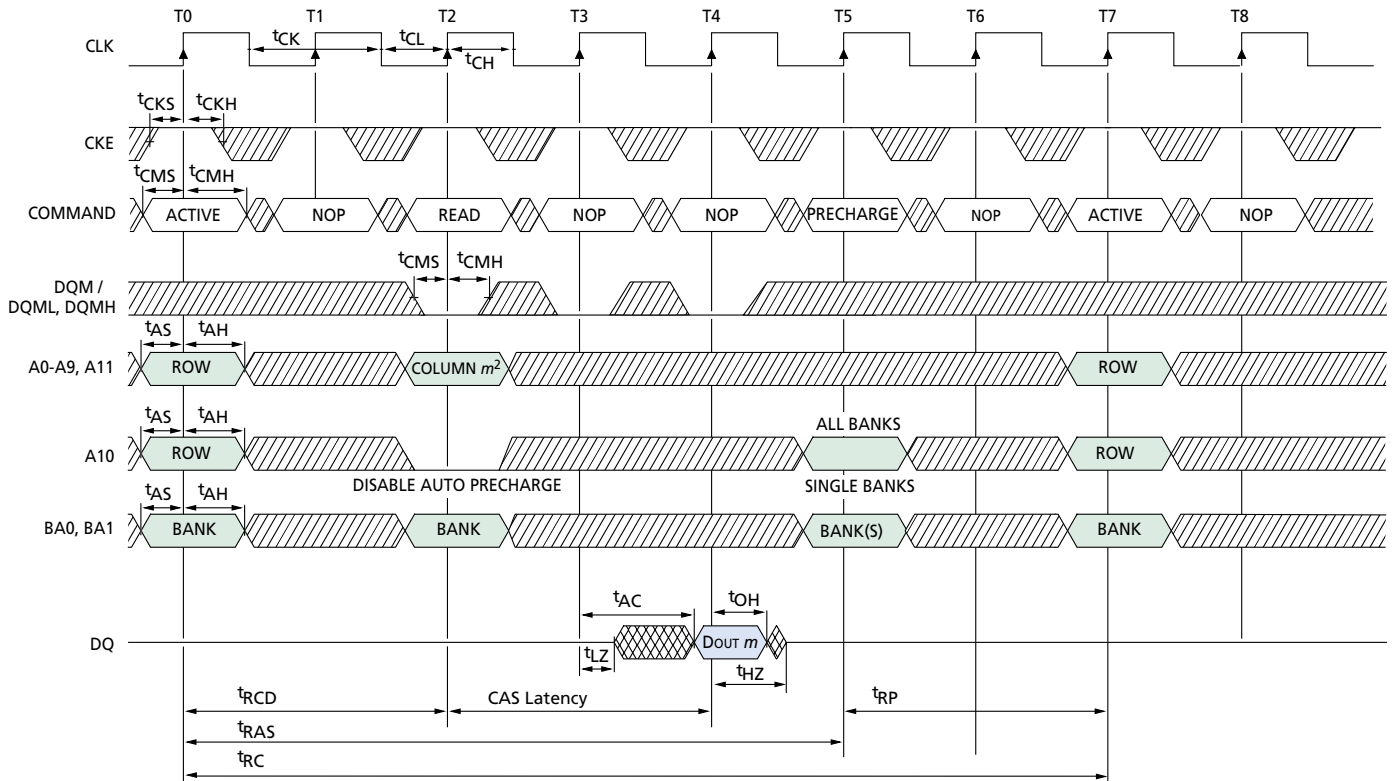 T0 T1 T2 T3 T4 T5 T6 T7 T8
CLK
tCK tCL
tCH
tCKS tCKH
CKE
tCMS tCMH
COMMAND ACTIVE NOP READ NOP NOP PRECHARGE NOP ACTIVE NOP
tCMS tCMH
DQM /
DQML, DQMH
tAS tAH
A0-A9, A11 ROW COLUMN m² ROW
tAS tAH ALL BANKS
A10 ROW ROW
DISABLE AUTO PRECHARGE SINGLE BANKS
tAS tAH
BA0, BA1 BANK BANK BANK(S) BANK
tAC tOH
DQ DOUT m
tLZ tHZ
tRCD CAS Latency tRP
tRAS
tRC